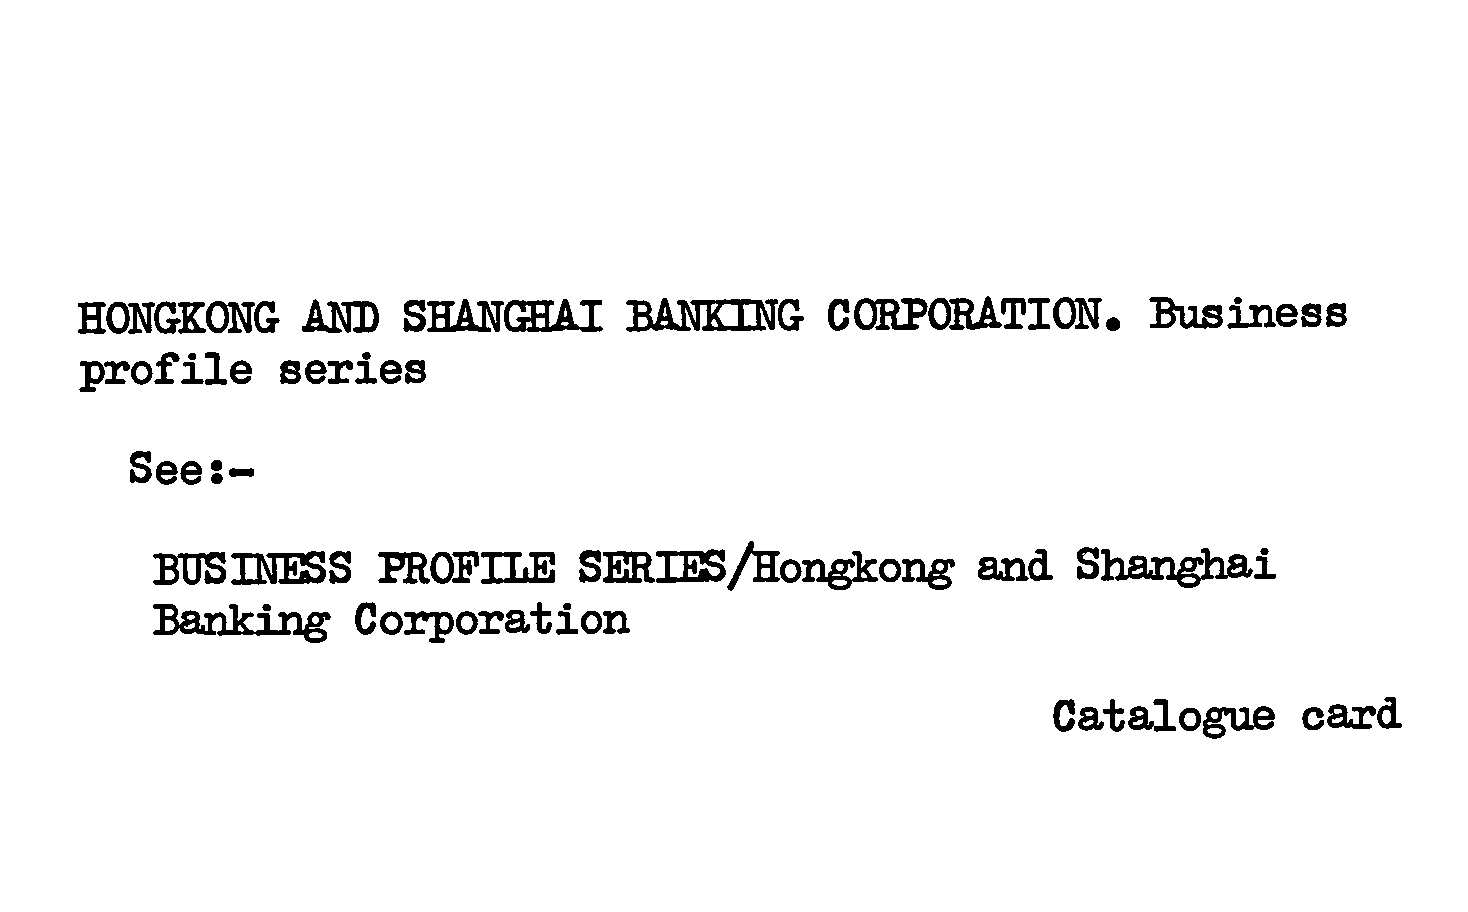 HONGKONG AND SHANGHAI BANKING CORPORATION. Business
profile series
See:-
BUSINESS PROFILE SERIES/Hongkong and Shanghai
Banking Corporation
Catalogue card